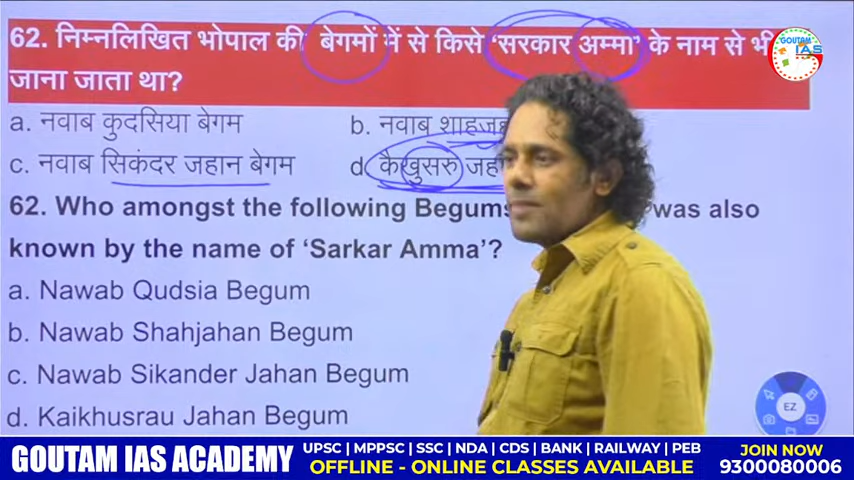 62. निम्नलिखित भोपाल की बेगमों में से किसे 'सरकार अम्मा' के नाम से भी
जाना जाता था?
a. नवाब कुदसिया बेगम
b. नवाब
c. नवाब सिकंदर जहान बेगम
d. कैखुसरु
62. Who amongst the following Begums was also
known by the name of 'Sarkar Amma'?
a. Nawab Qudsia Begum
b. Nawab Shahjahan Begum
c. Nawab Sikander Jahan Begum
d. Kaikhusrau Jahan Begum
GOUTAM
IAS
EZ
GOUTAM IAS ACADEMY
UPSC | MPPSC | SSC | NDA | CDS | BANK | RAILWAY | PEB
OFFLINE - ONLINE CLASSES AVAILABLE
JOIN NOW
9300080006